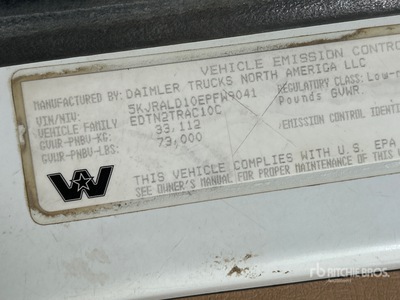 VEHICLE EMISSION CONTRO
MANUFACTURED BY: DAIMLER TRUCKS NORTH AMERICA LLC
VIN/NIV: 5KJRALD10EPFW9041
REGULATORY CLASS: Low-
VEHICLE FAMILY EDTN2TRAC10C
Pounds GVWR.
GVWR-PNBV-KG: 33,112
GVWR-PNBV-LBS: 73,000
/EMISSION CONTROL IDENTI
THIS VEHICLE COMPLIES WITH U.S. EPA
SEE OWNER'S MANUAL FOR PROPER MAINTENANCE OF THIS
W
rb RITCHIE BROS.